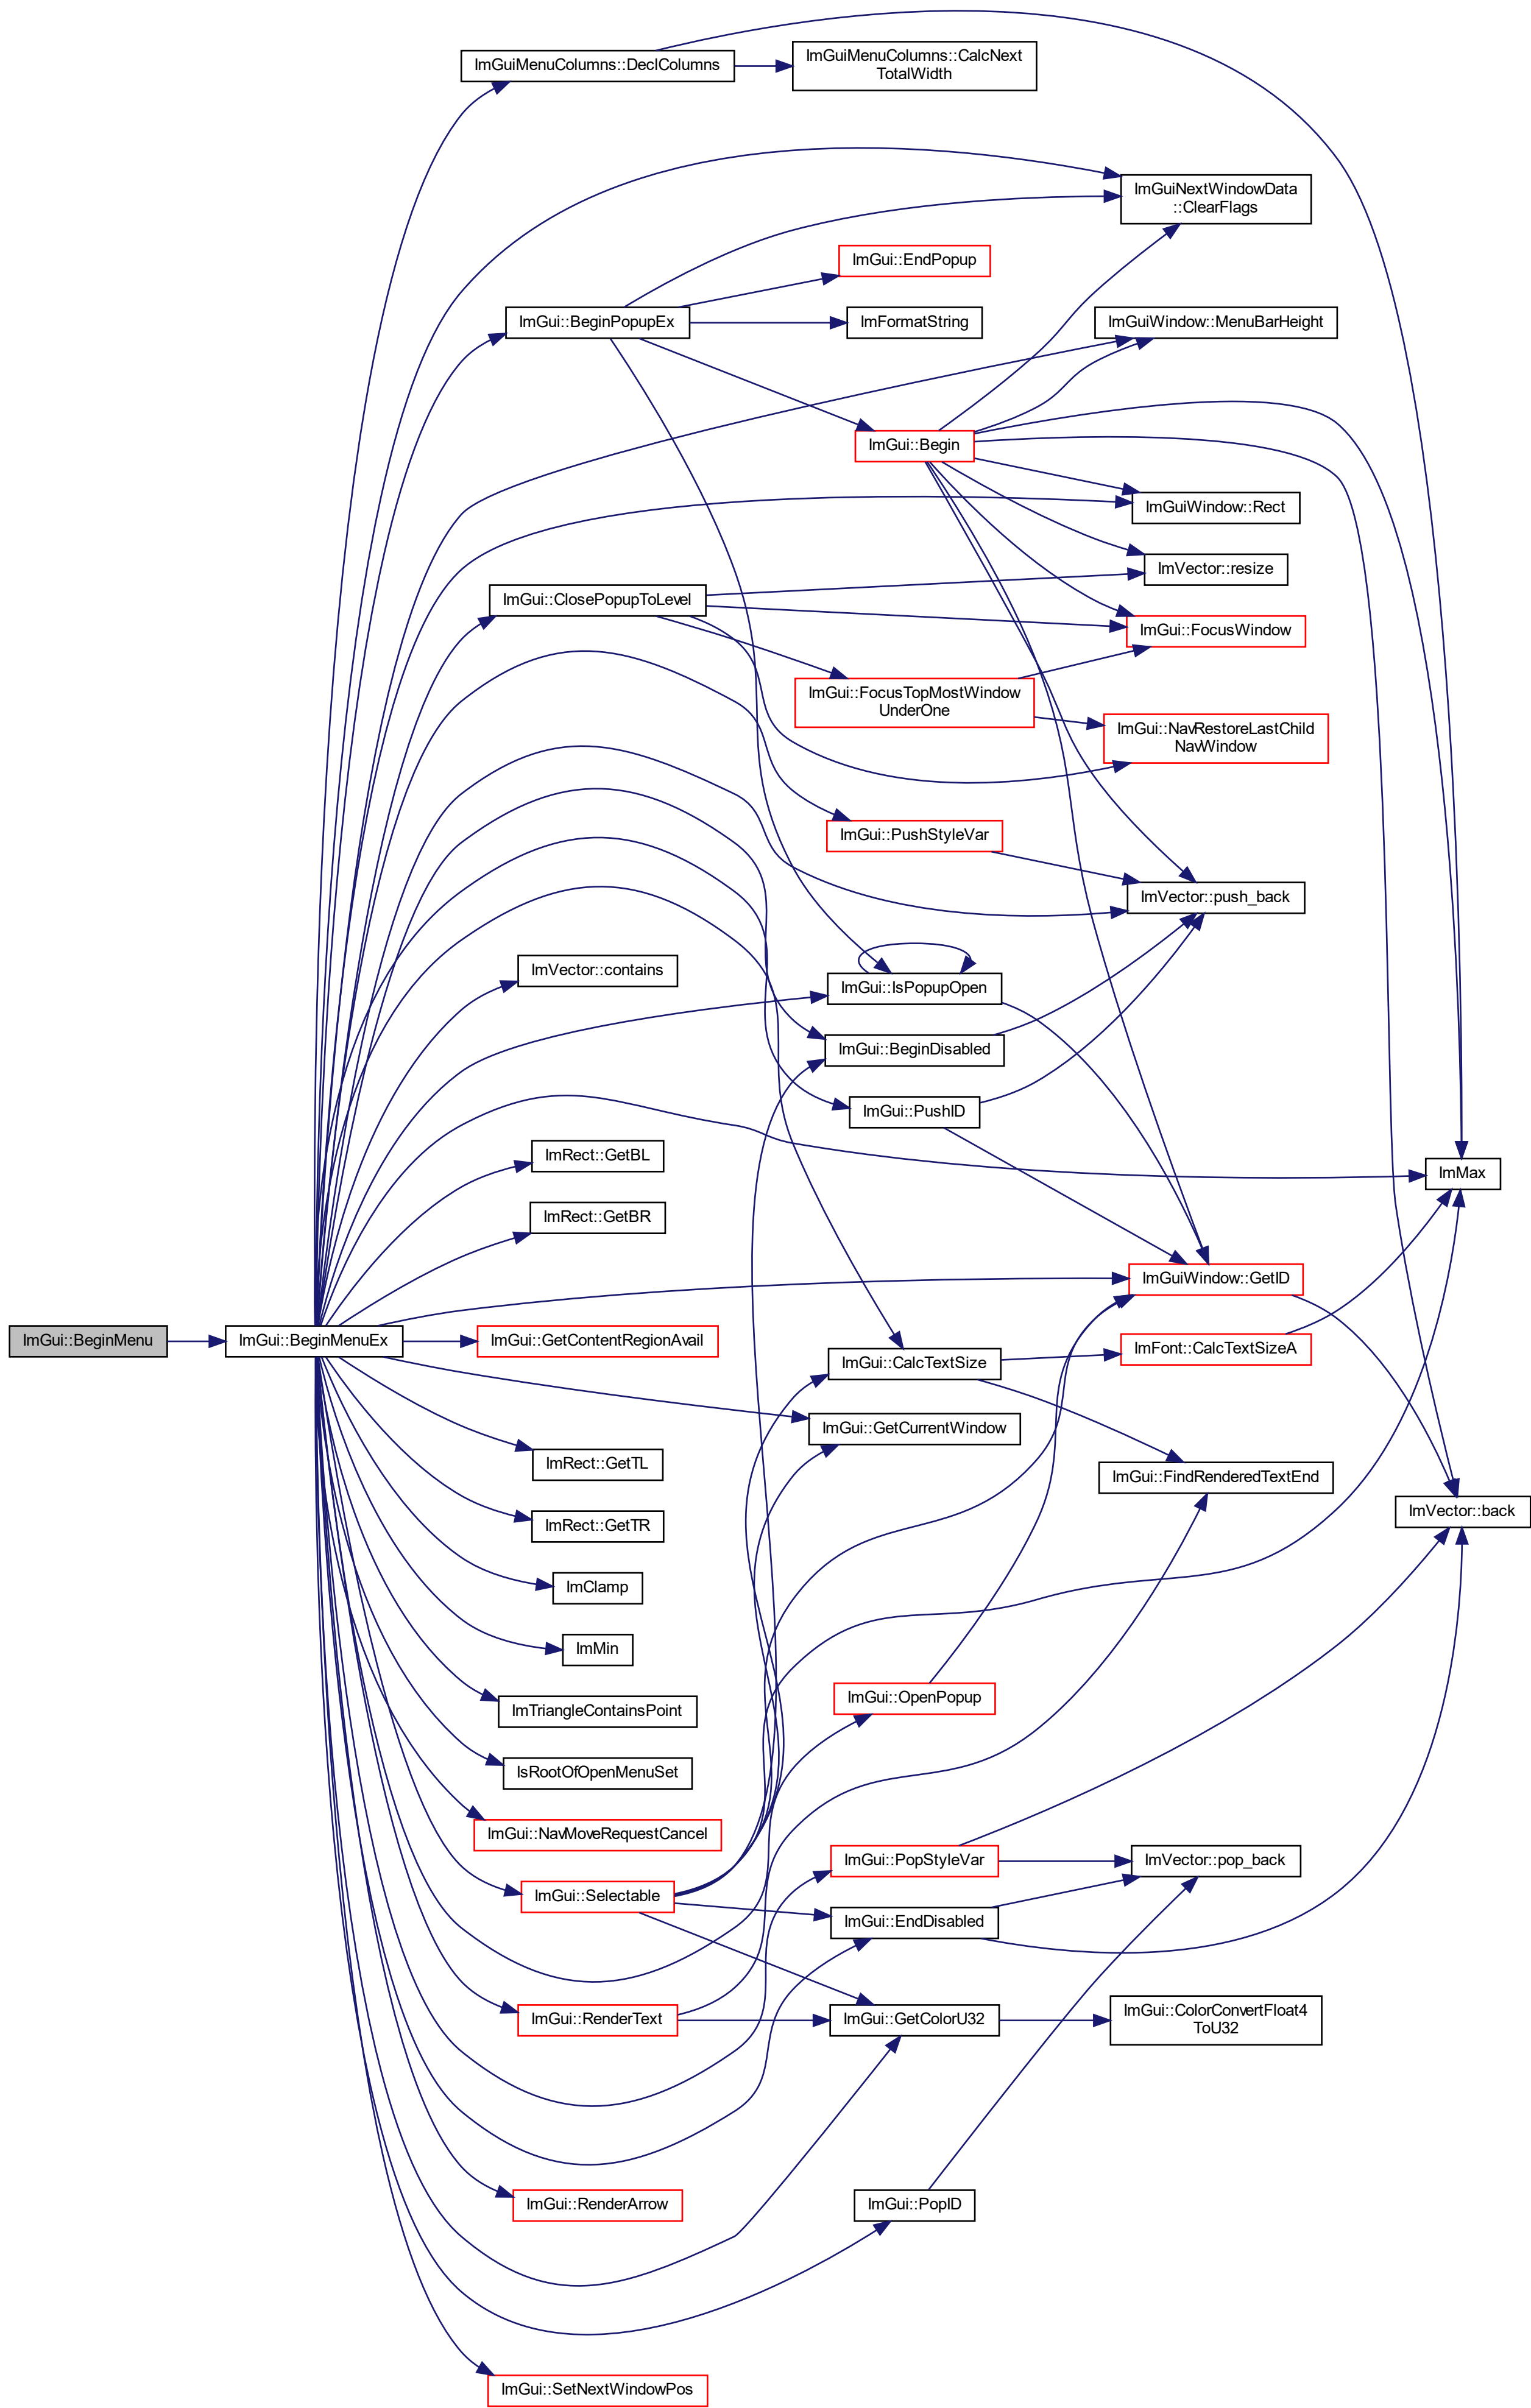 ImGuiMenuColumns::DeclColumns
ImGuiMenuColumns::CalcNext
TotalWidth
ImGuiNextWindowData
::ClearFlags
ImGui::EndPopup
ImGui::BeginPopupEx
ImFormatString
ImGuiWindow::MenuBarHeight
ImGui::Begin
ImGuiWindow::Rect
ImVector::resize
ImGui::ClosePopupToLevel
ImGui::FocusWindow
ImGui::FocusTopMostWindow
UnderOne
ImGui::NavRestoreLastChild
NavWindow
ImGui::PushStyleVar
ImVector::push_back
ImVector::contains
ImGui::IsPopupOpen
ImGui::BeginDisabled
ImGui::PushID
ImRect::GetBL
ImMax
ImRect::GetBR
ImGuiWindow::GetID
ImGui::BeginMenu
ImGui::BeginMenuEx
ImGui::GetContentRegionAvail
ImGui::CalcTextSize
ImFont::CalcTextSizeA
ImGui::GetCurrentWindow
ImRect::GetTL
ImGui::FindRenderedTextEnd
ImRect::GetTR
ImVector::back
ImClamp
ImMin
ImTriangleContainsPoint
ImGui::OpenPopup
IsRootOfOpenMenuSet
ImGui::NavMoveRequestCancel
ImGui::PopStyleVar
ImVector::pop_back
ImGui::Selectable
ImGui::EndDisabled
ImGui::RenderText
ImGui::GetColorU32
ImGui::ColorConvertFloat4
ToU32
ImGui::RenderArrow
ImGui::PopID
ImGui::SetNextWindowPos